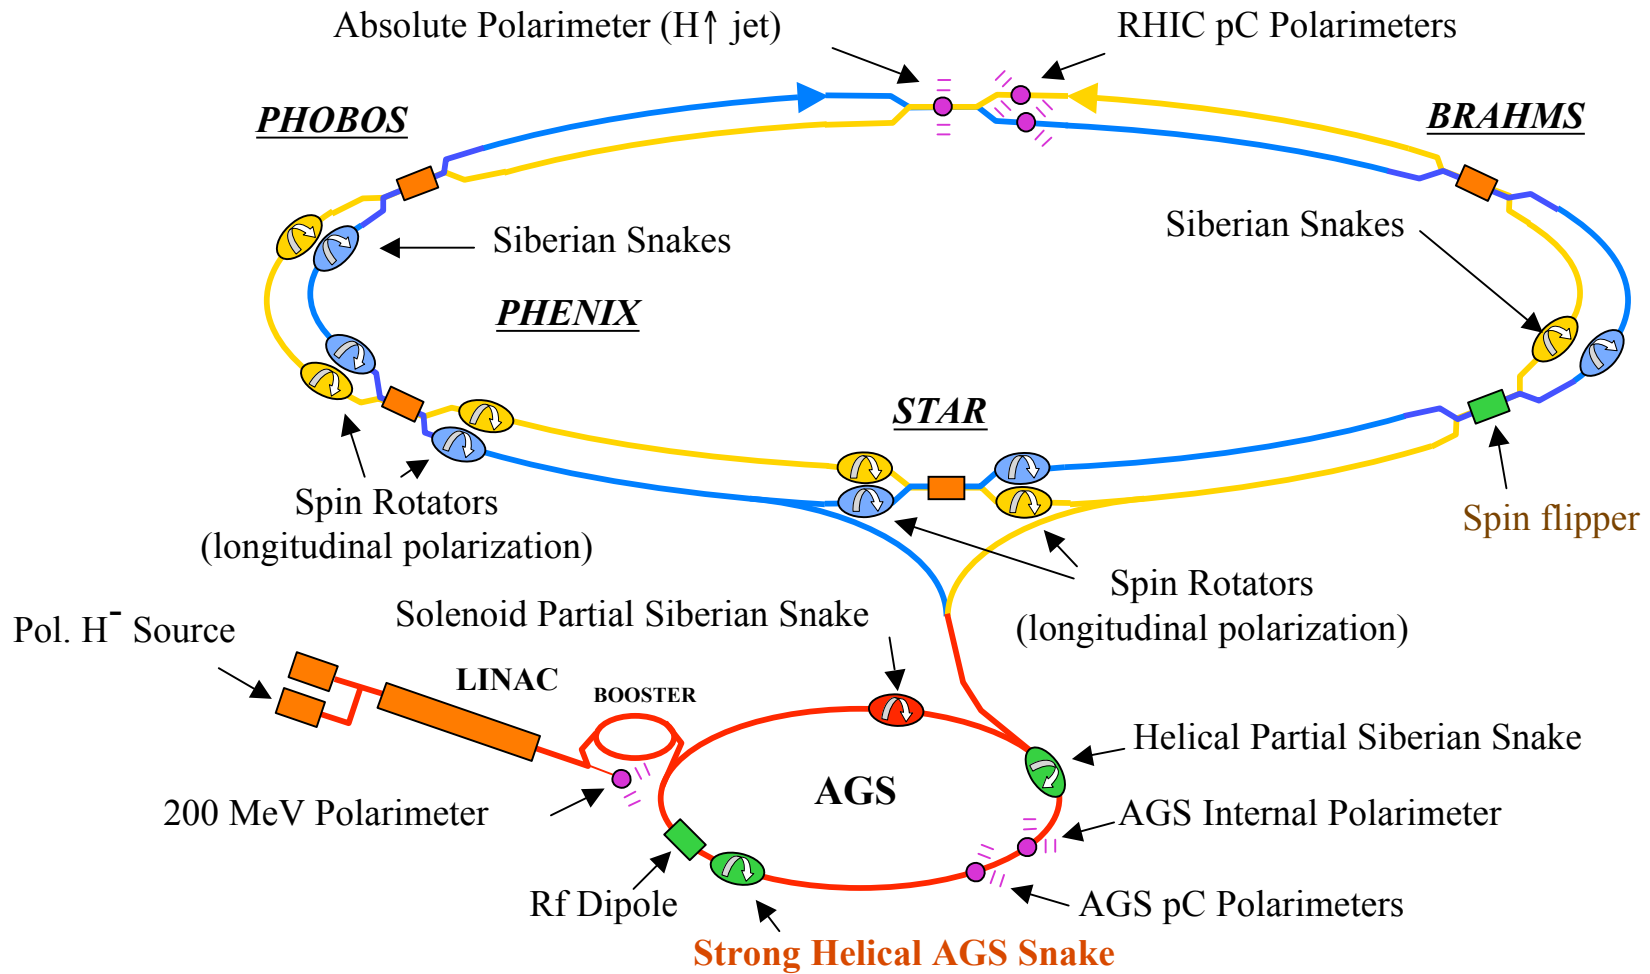 Absolute Polarimeter (H↑ jet)
RHIC pC Polarimeters
PHOBOS
BRAHMS
Siberian Snakes
Siberian Snakes
PHENIX
STAR
Spin Rotators
(longitudinal polarization)
Spin flipper
Spin Rotators
(longitudinal polarization)
Solenoid Partial Siberian Snake
Pol. H⁻ Source
LINAC
BOOSTER
Helical Partial Siberian Snake
AGS
200 MeV Polarimeter
AGS Internal Polarimeter
Rf Dipole
AGS pC Polarimeters
Strong Helical AGS Snake